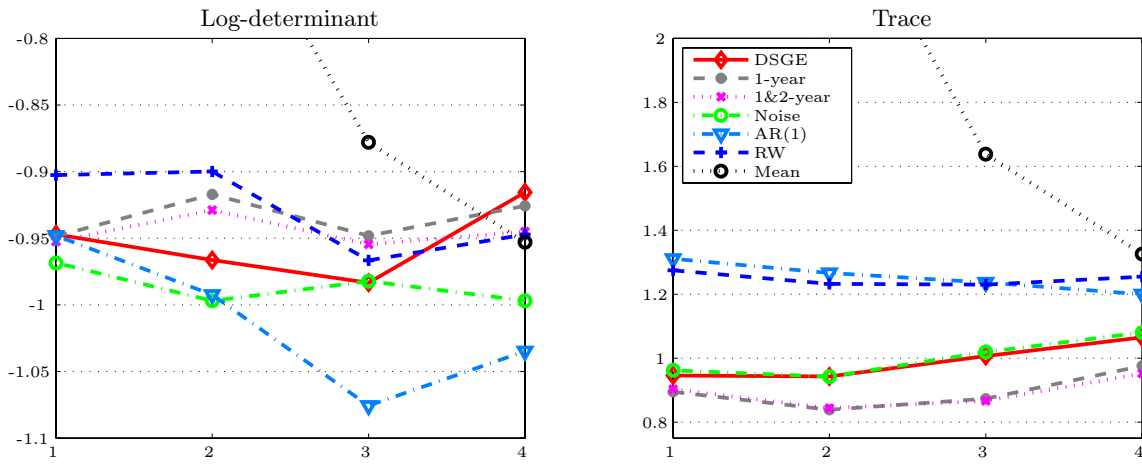 Log-determinant
-0.8
-0.85
-0.9
-0.95
-1
-1.05
-1.1
1 2 3 4
Trace
2
1.8
1.6
1.4
1.2
1
0.8
1 2 3 4
DSGE
1-year
1&2-year
Noise
AR(1)
RW
Mean